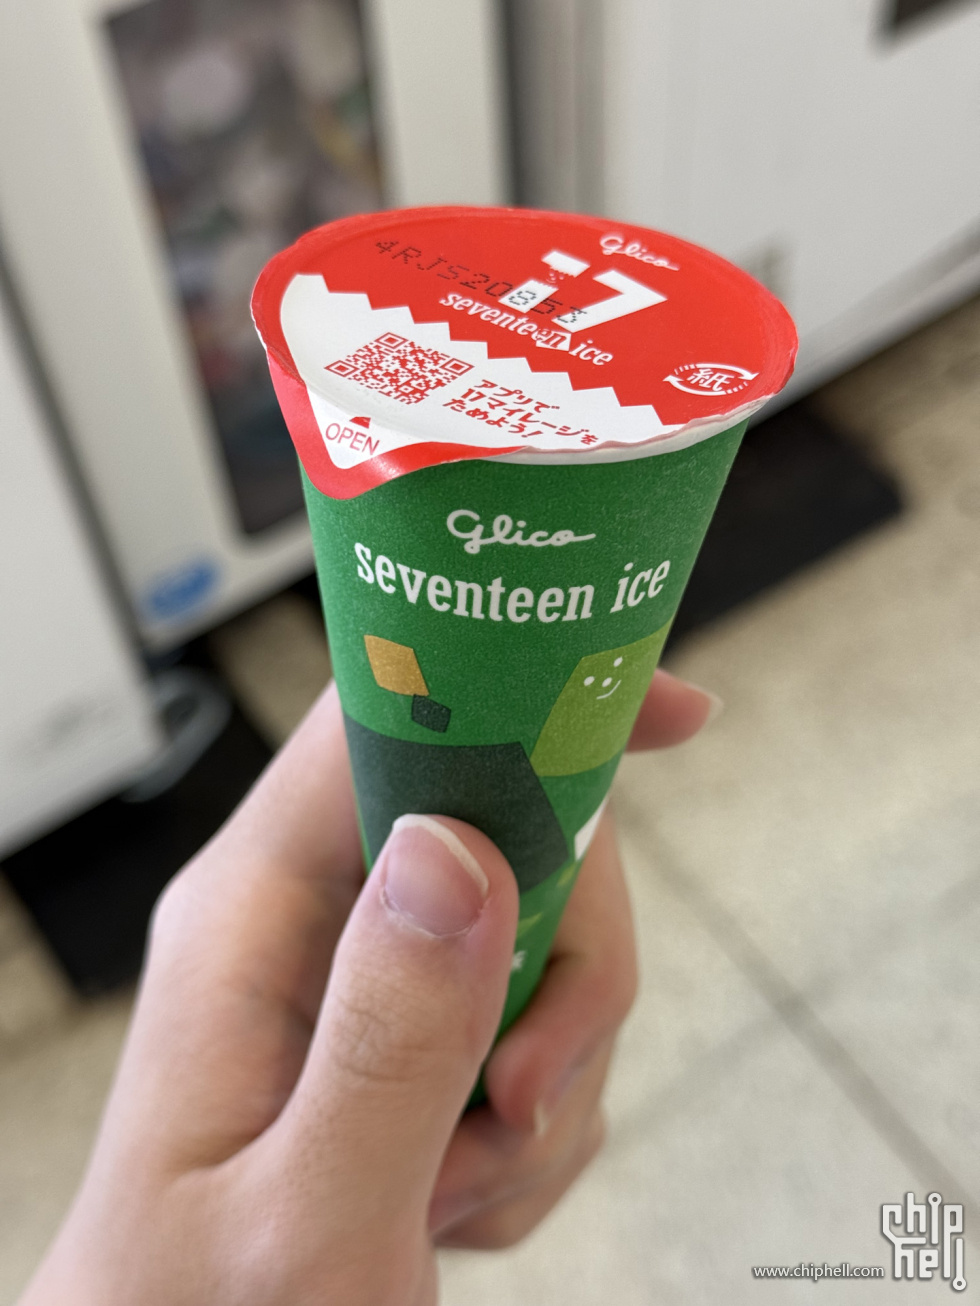 Glico
4RJS20853
17
seventeen ice
紙
アプリで
17マイレージを
ためよう!
OPEN
Glico
seventeen ice
chip
hell
www.chiphell.com